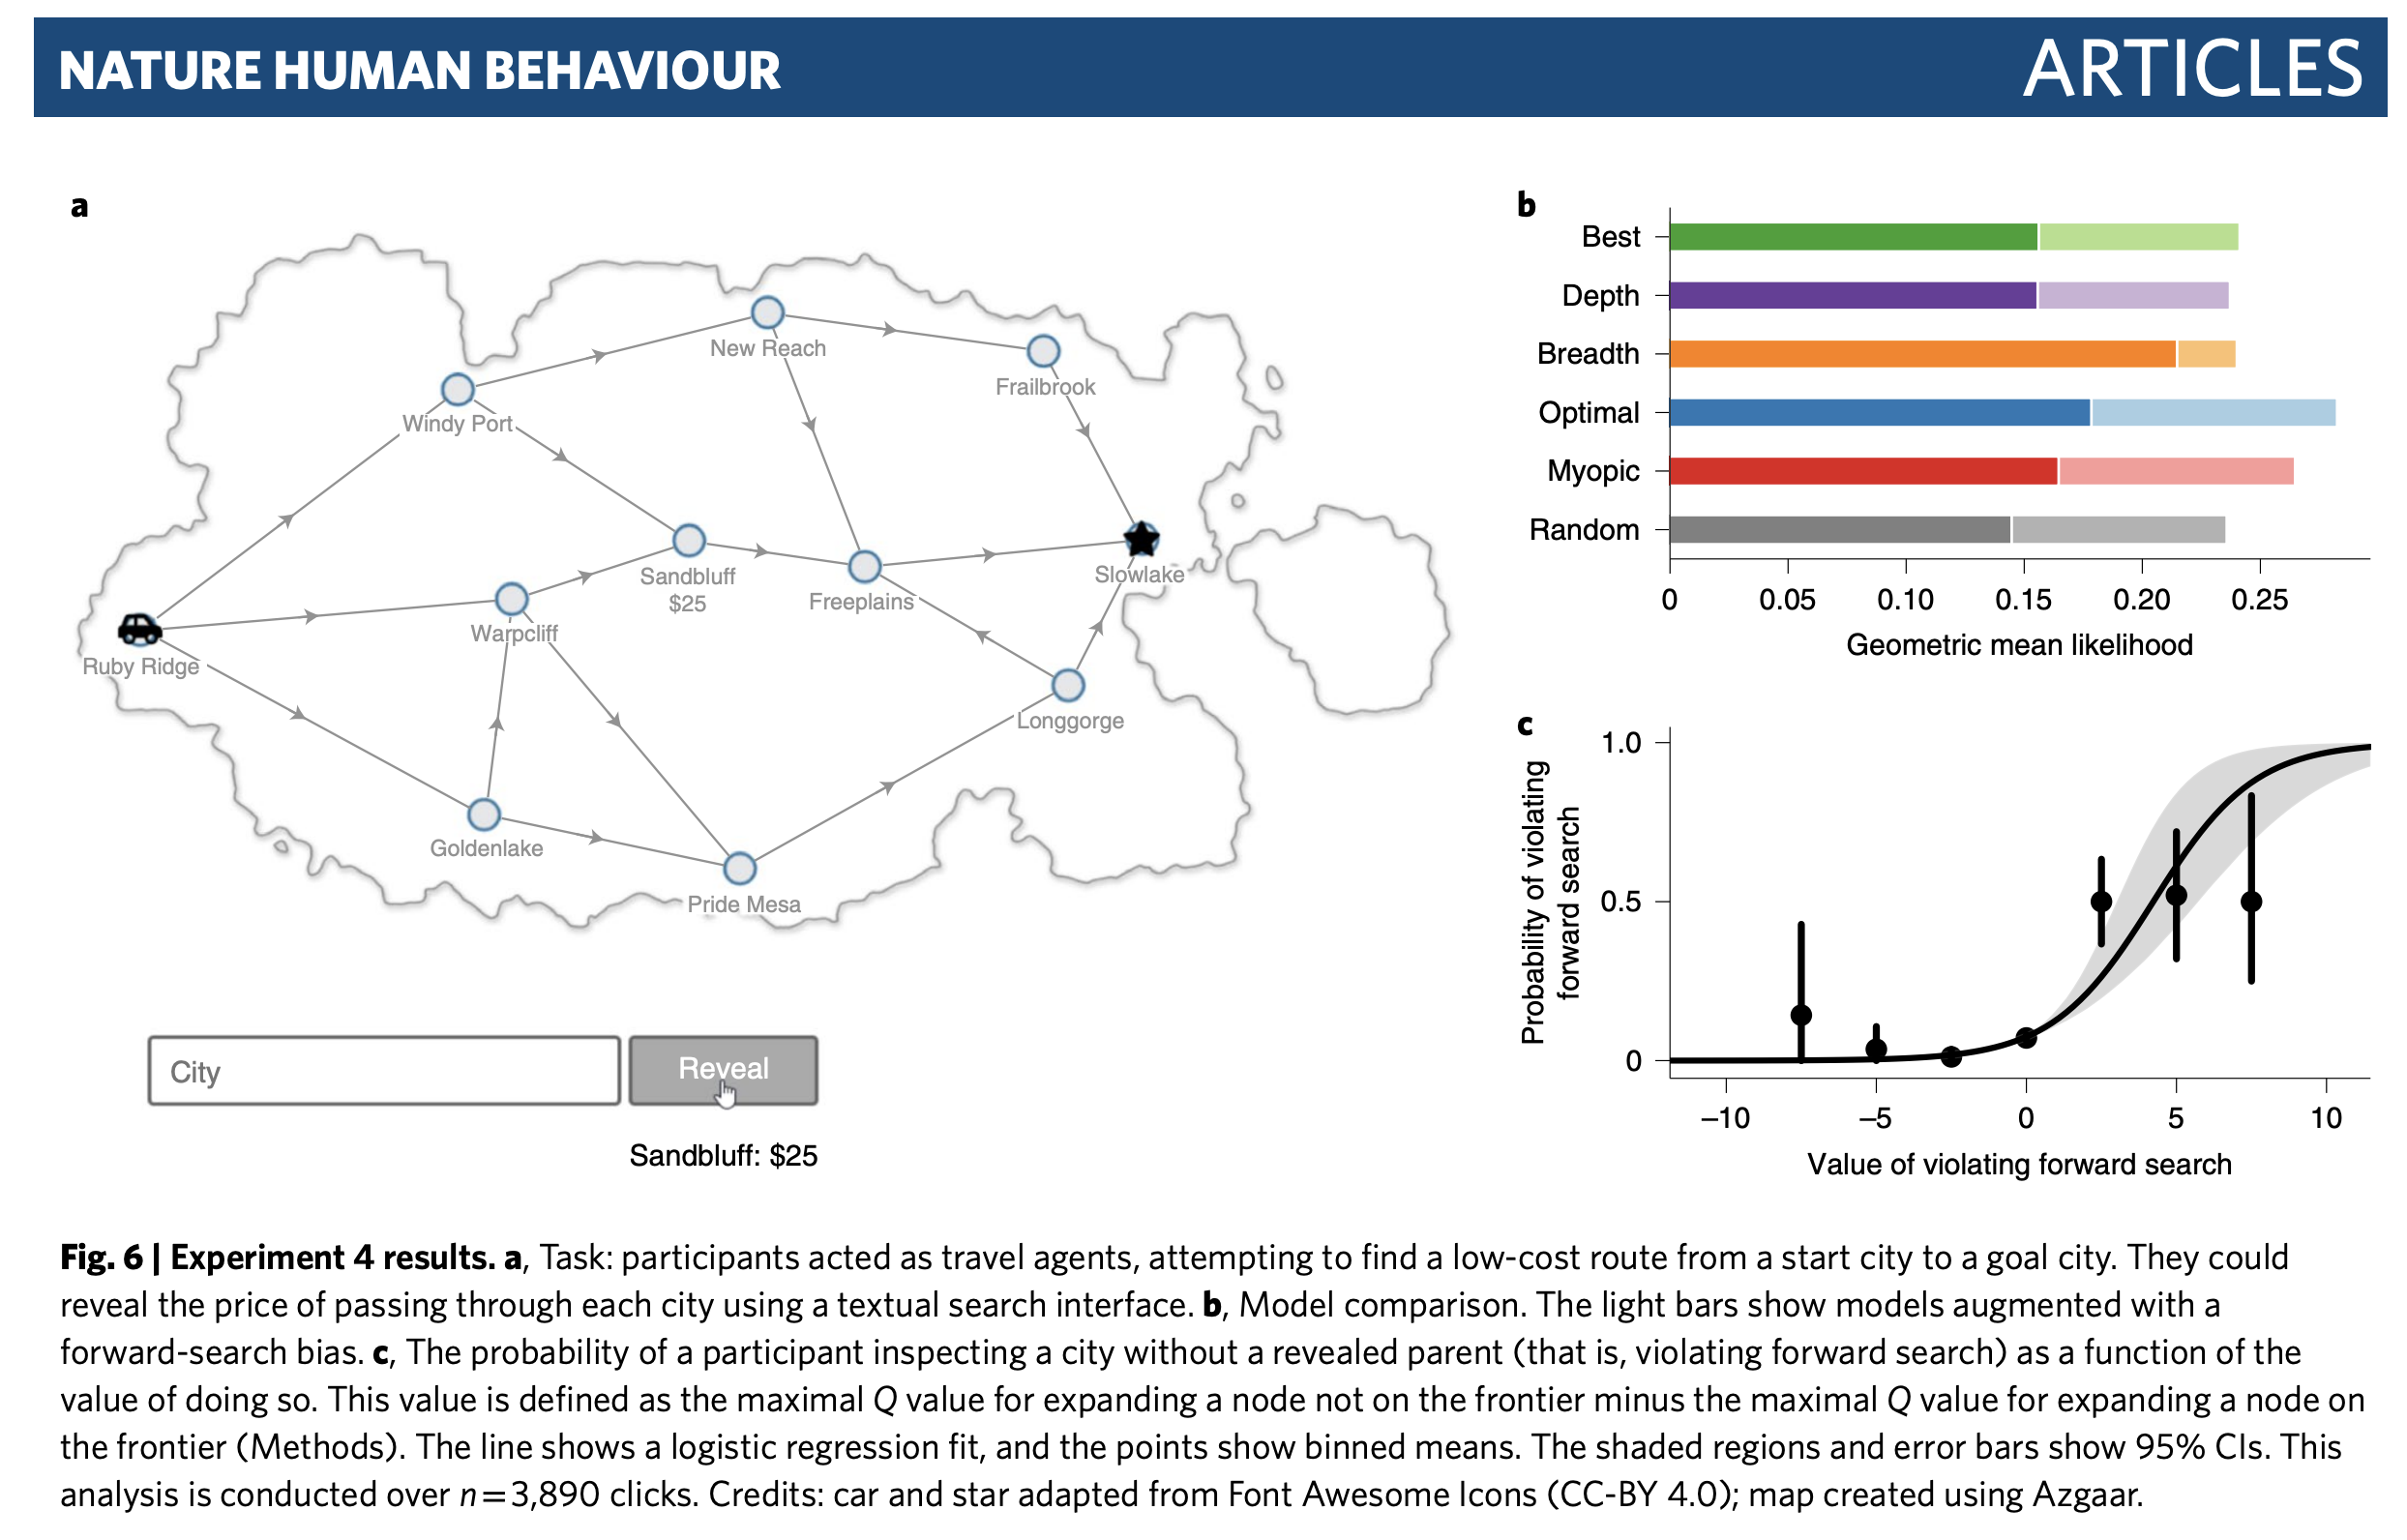 NATURE HUMAN BEHAVIOUR
ARTICLES
a
New Reach
Frailbrook
Windy Port
Sandbluff
$25
Freeplains
Slowlake
Warpcliff
Ruby Ridge
Longgorge
Goldenlake
Pride Mesa
City
Reveal
Sandbluff: $25
b
Best
Depth
Breadth
Optimal
Myopic
Random
0 0.05 0.10 0.15 0.20 0.25
Geometric mean likelihood
c
Probability of violating
forward search
1.0
0.5
0
–10 –5 0 5 10
Value of violating forward search
Fig. 6 | Experiment 4 results. a, Task: participants acted as travel agents, attempting to find a low-cost route from a start city to a goal city. They could
reveal the price of passing through each city using a textual search interface. b, Model comparison. The light bars show models augmented with a
forward-search bias. c, The probability of a participant inspecting a city without a revealed parent (that is, violating forward search) as a function of the
value of doing so. This value is defined as the maximal Q value for expanding a node not on the frontier minus the maximal Q value for expanding a node on
the frontier (Methods). The line shows a logistic regression fit, and the points show binned means. The shaded regions and error bars show 95% CIs. This
analysis is conducted over n = 3,890 clicks. Credits: car and star adapted from Font Awesome Icons (CC-BY 4.0); map created using Azgaar.